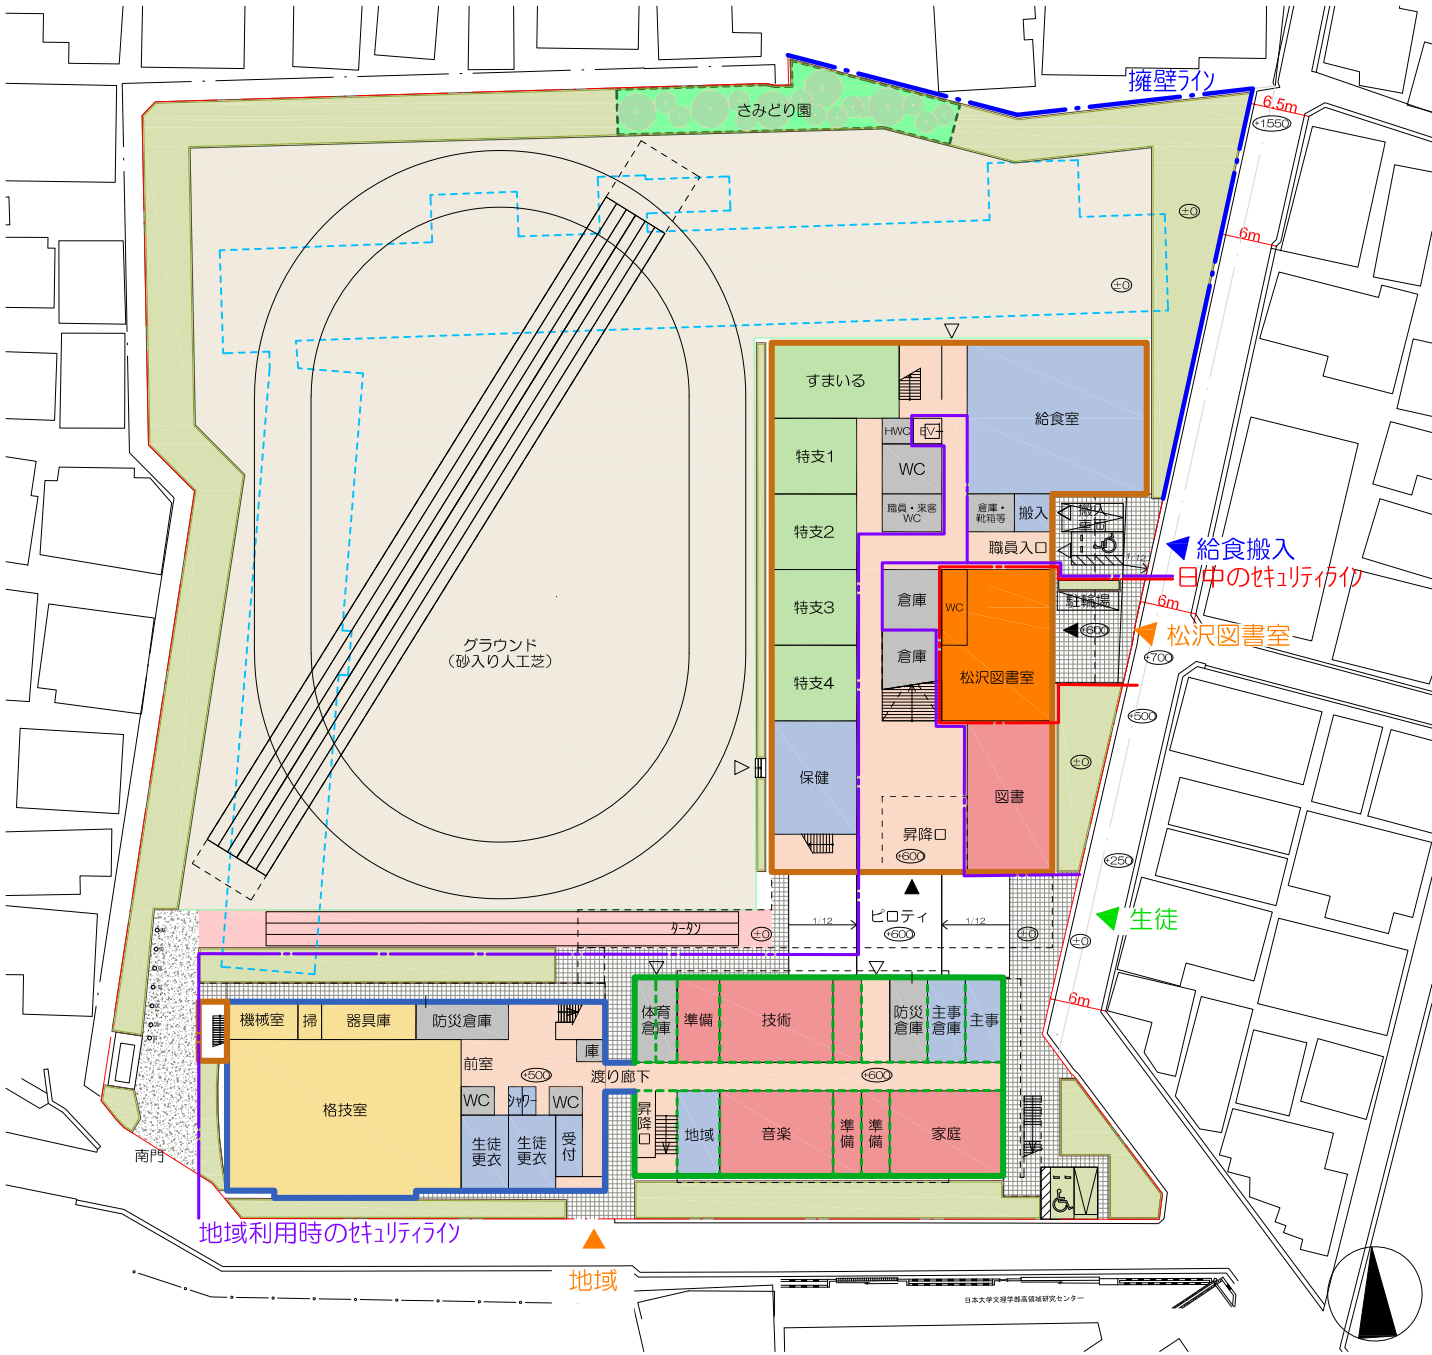 擁壁ライン
さみどり園
6.5m
+1550
±0
6m
±0
すまいる
給食室
HWC
EV
特支1
WC
職員・来客
WC
倉庫・
靴箱等
搬入
搬入
車両
特支2
職員入口
1/12
給食搬入
日中のセキュリティライン
特支3
倉庫
WC
駐輪場
6m
+600
松沢図書室
グラウンド
(砂入り人工芝)
倉庫
+700
特支4
松沢図書室
+500
±0
保健
図書
昇降口
+600
+250
ピロティ
生徒
1/12
1/12
タータン
±0
+600
±0
±0
6m
機械室
掃
器具庫
防災倉庫
体育
倉庫
準備
技術
防災
倉庫
主事
倉庫
主事
庫
前室
+500
渡り廊下
+600
格技室
WC
シャワー
WC
昇降口
地域
音楽
準備
準備
家庭
生徒
更衣
生徒
更衣
受付
南門
地域利用時のセキュリティライン
地域
日本大学文理学部高領域研究センター